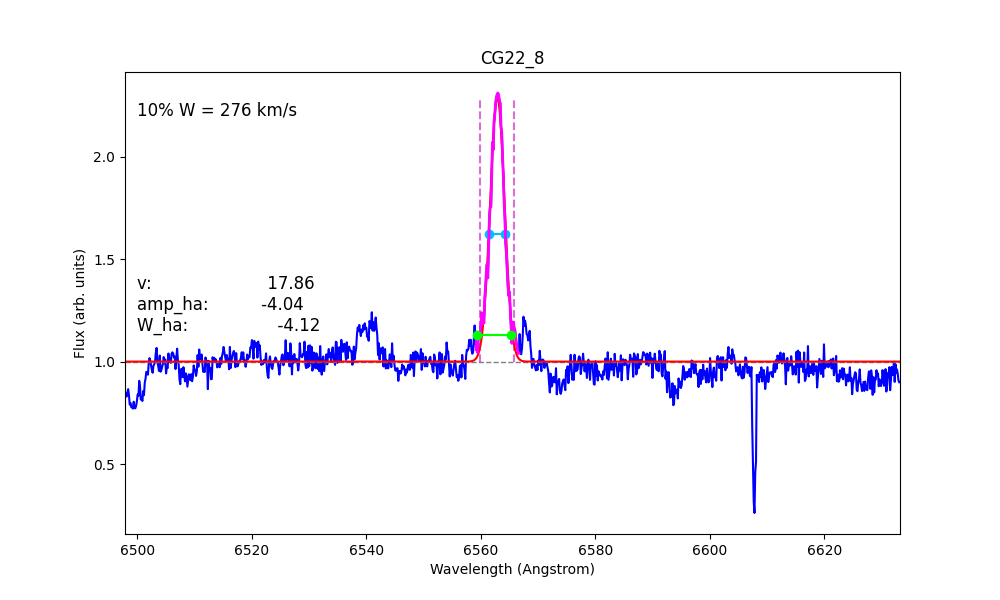 CG22_8
10% W = 276 km/s
v: 17.86
amp_ha: -4.04
W_ha: -4.12
Flux (arb. units)
2.0
1.5
1.0
0.5
6500 6520 6540 6560 6580 6600 6620
Wavelength (Angstrom)